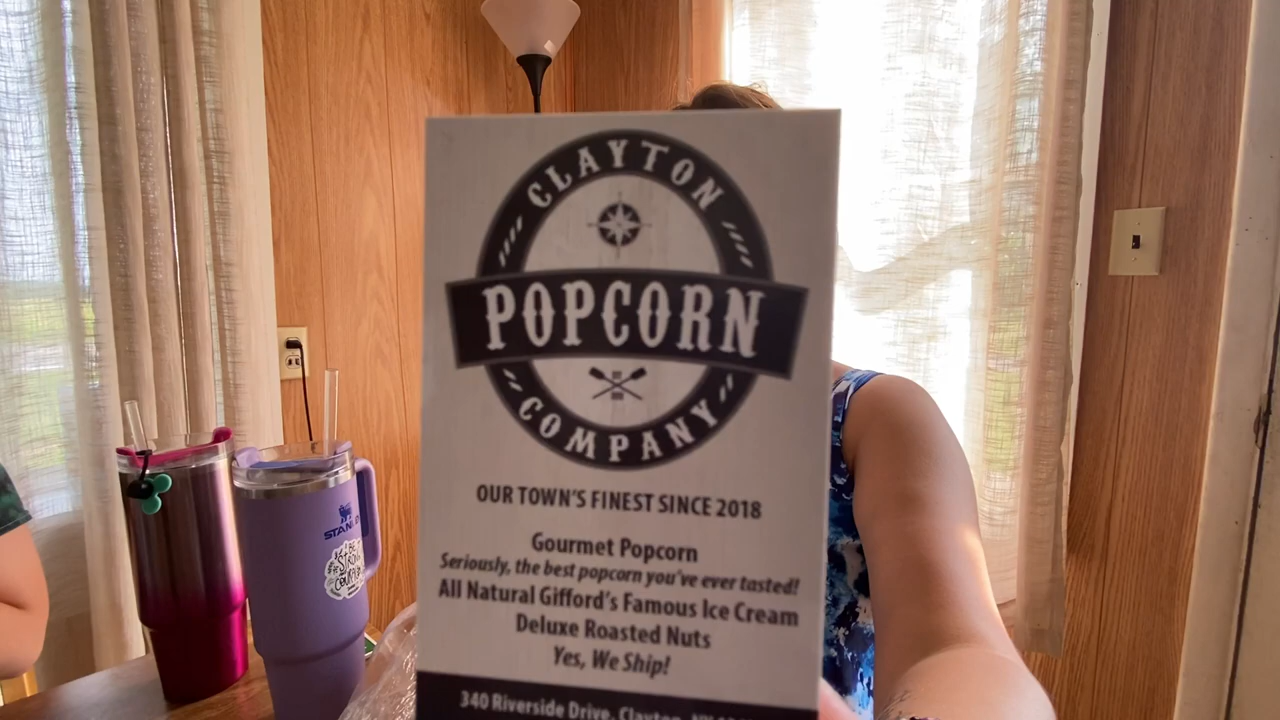 CLAYTON
POPCORN
COMPANY
OUR TOWN'S FINEST SINCE 2018
Gourmet Popcorn
Seriously, the best popcorn you've ever tasted!
All Natural Gifford's Famous Ice Cream
Deluxe Roasted Nuts
Yes, We Ship!
340 Riverside Drive, Clayton,
STAN